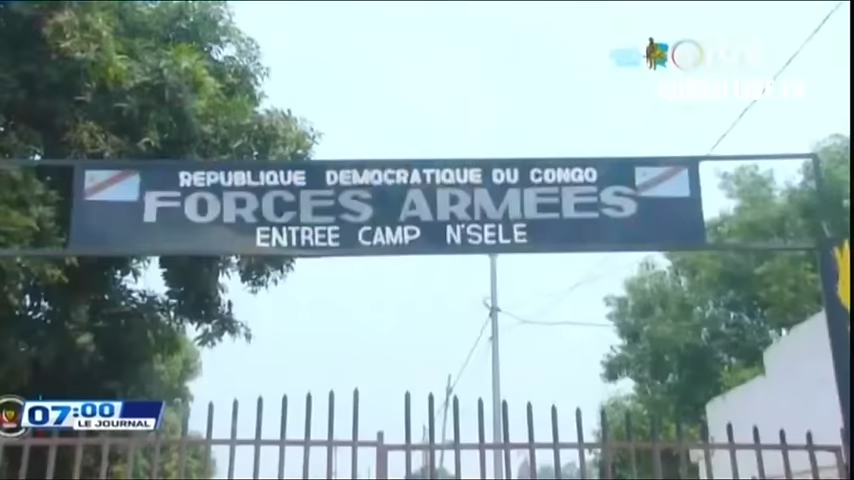 REPUBLIQUE DEMOCRATIQUE DU CONGO
FORCES ARMEES
ENTREE CAMP N'SELE
07:00
LE JOURNAL